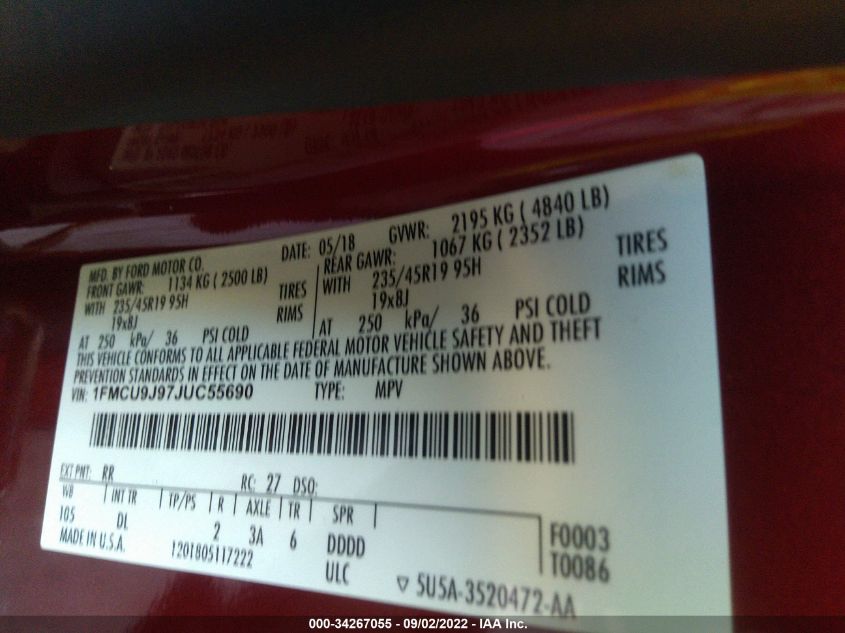 MFD. BY FORD MOTOR CO. DATE: 05/18 GVWR: 2195 KG ( 4840 LB)
FRONT GAWR: 1134 KG ( 2500 LB) REAR GAWR: 1067 KG ( 2352 LB)
WITH 235/45R19 95H TIRES WITH 235/45R19 95H TIRES
19x8J RIMS 19x8J RIMS
AT 250 kPa/ 36 PSI COLD AT 250 kPa/ 36 PSI COLD
THIS VEHICLE CONFORMS TO ALL APPLICABLE FEDERAL MOTOR VEHICLE SAFETY AND THEFT
PREVENTION STANDARDS IN EFFECT ON THE DATE OF MANUFACTURE SHOWN ABOVE.
VIN: 1FMCU9J97JUC55690 TYPE: MPV
EXT PNT: RR RC: 27 DSO:
WB INT TR TP/PS R AXLE TR SPR
105 DL 2 3A 6 DDDD F0003
MADE IN U.S.A. 1201805117222 ULC T0086
5U5A-3520472-AA
000-34267055 - 09/02/2022 - IAA Inc.